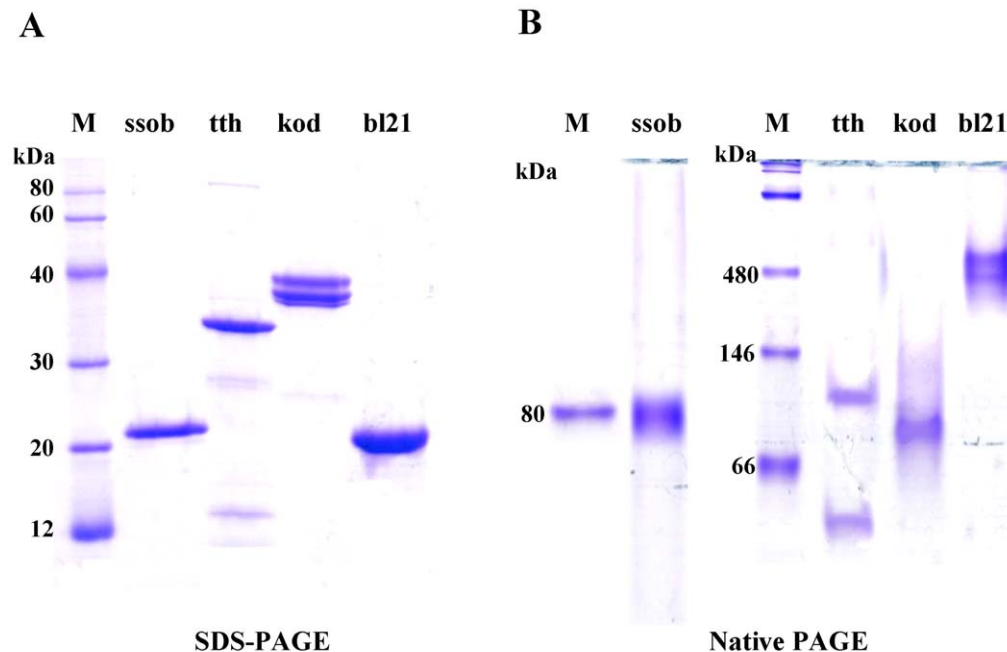 A
M ssob tth kod bl21
kDa
80
60
40
30
20
12
SDS-PAGE
B
M ssob M tth kod bl21
kDa kDa
480
146
80
66
Native PAGE